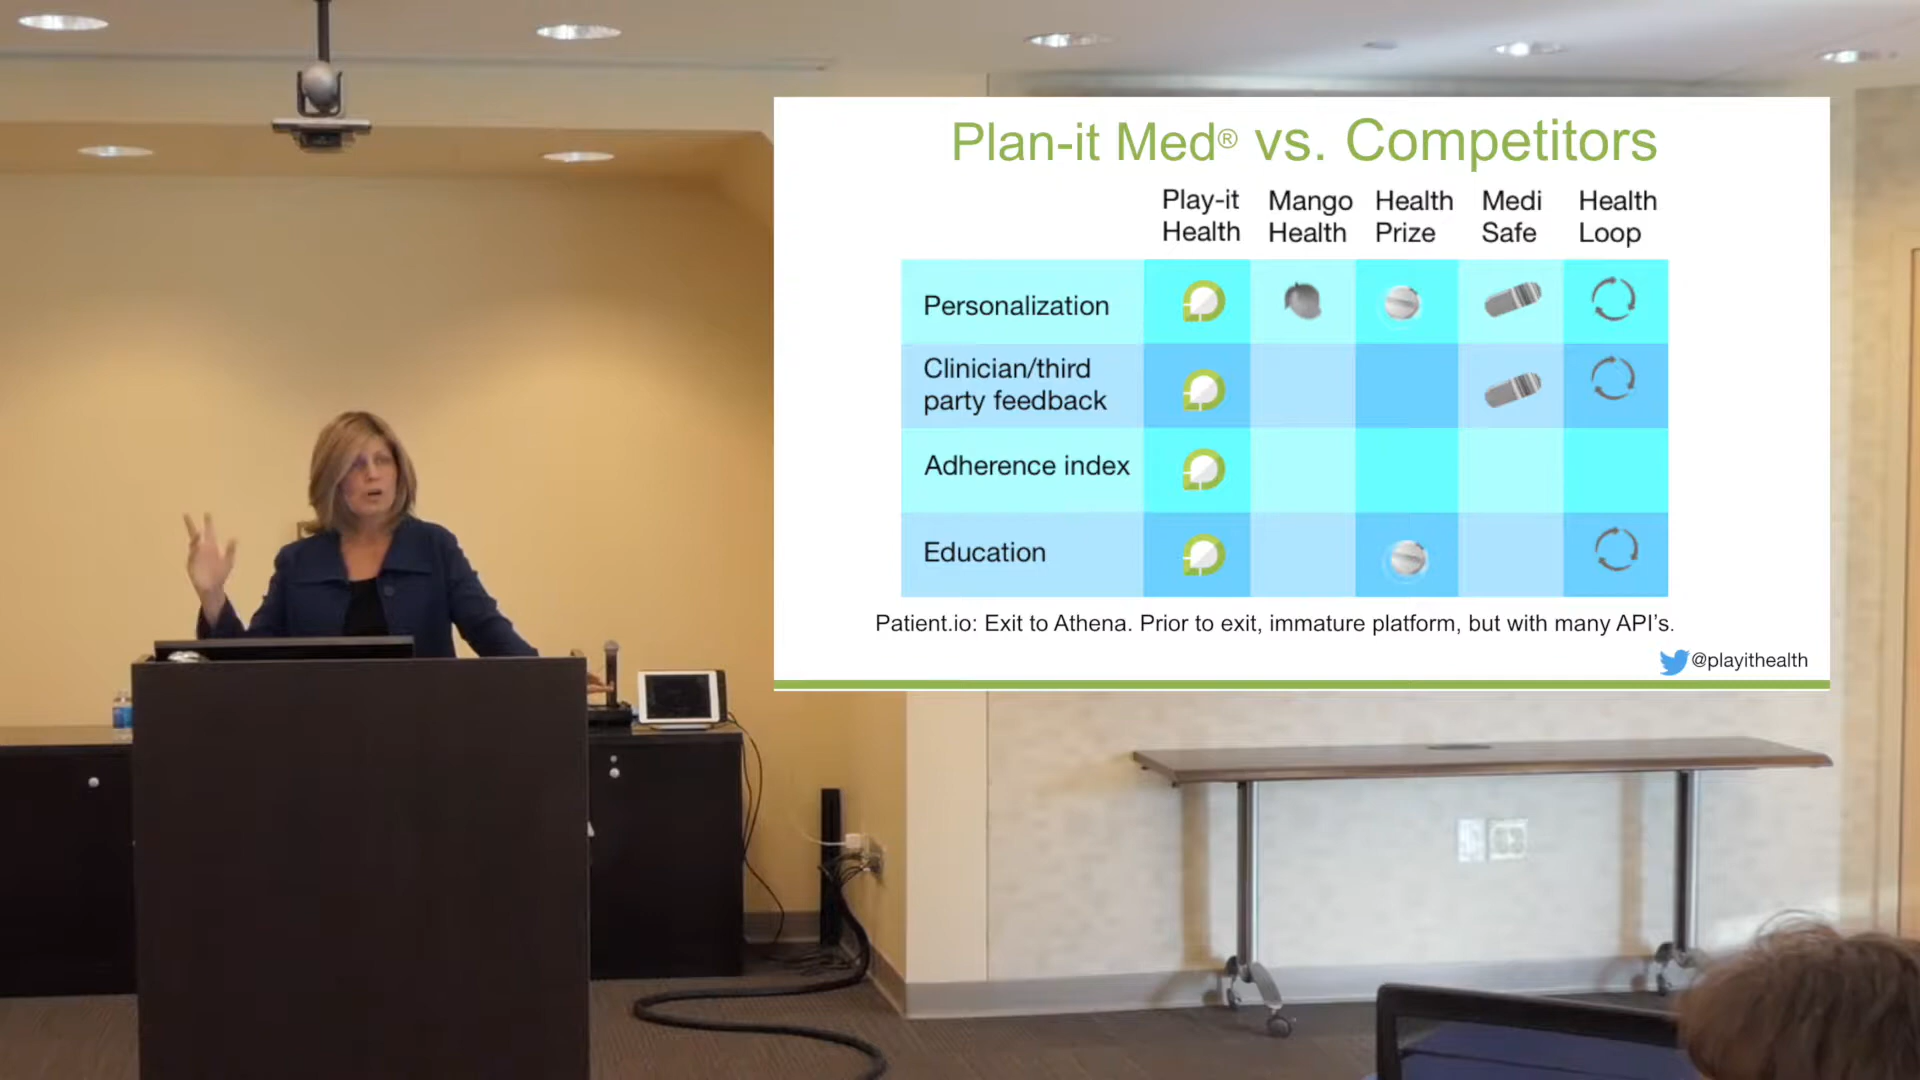 Plan-it Med® vs. Competitors
Play-it Mango Health Medi Health
Health Health Prize Safe Loop
Personalization
Clinician/third
party feedback
Adherence index
Education
Patient.io: Exit to Athena. Prior to exit, immature platform, but with many API's.
@playithealth